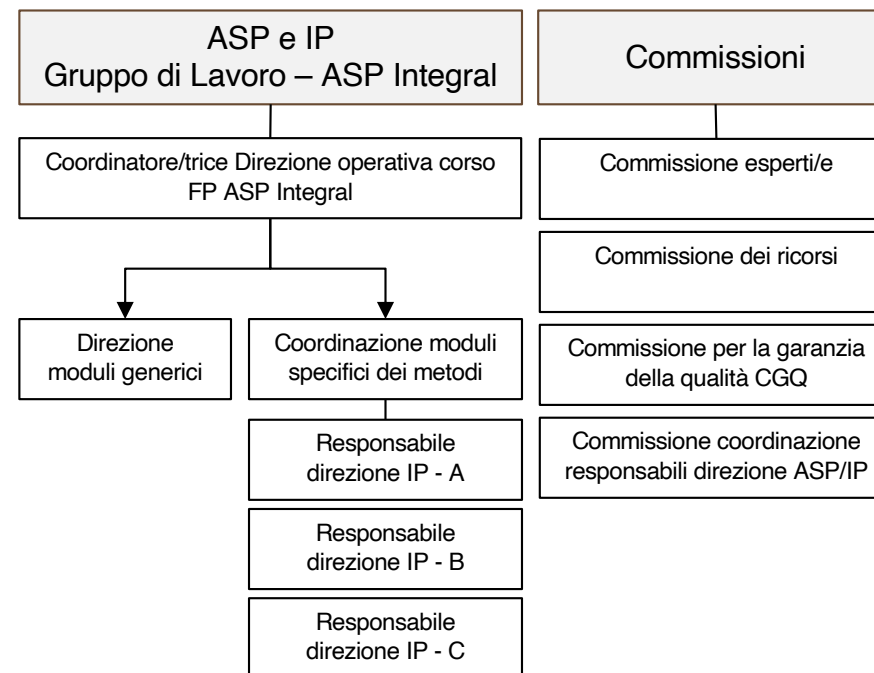 ASP e IP
Gruppo di Lavoro – ASP Integral
Coordinatore/trice Direzione operativa corso
FP ASP Integral
Direzione
moduli generici
Coordinazione moduli
specifici dei metodi
Responsabile
direzione IP - A
Responsabile
direzione IP - B
Responsabile
direzione IP - C
Commissioni
Commissione esperti/e
Commissione dei ricorsi
Commissione per la garanzia
della qualità CGQ
Commissione coordinazione
responsabili direzione ASP/IP